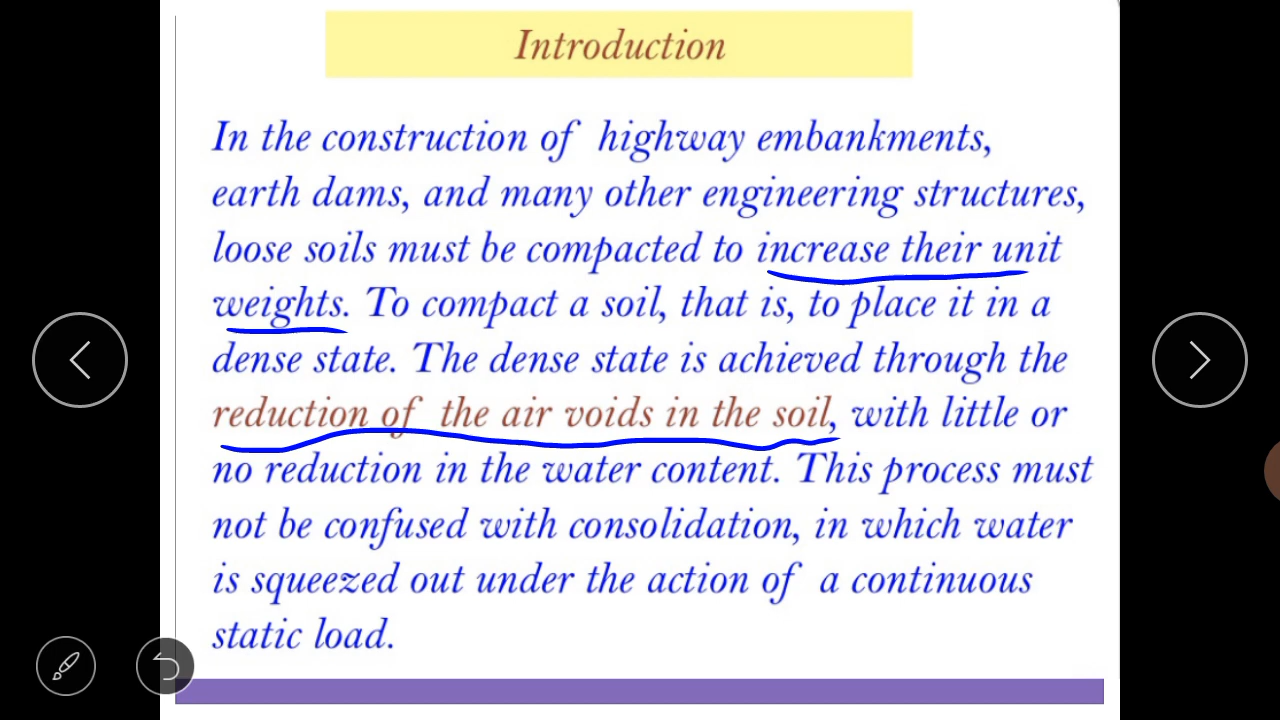 Introduction
In the construction of highway embankments,
earth dams, and many other engineering structures,
loose soils must be compacted to increase their unit
weights. To compact a soil, that is, to place it in a
dense state. The dense state is achieved through the
reduction of the air voids in the soil, with little or
no reduction in the water content. This process must
not be confused with consolidation, in which water
is squeezed out under the action of a continuous
static load.